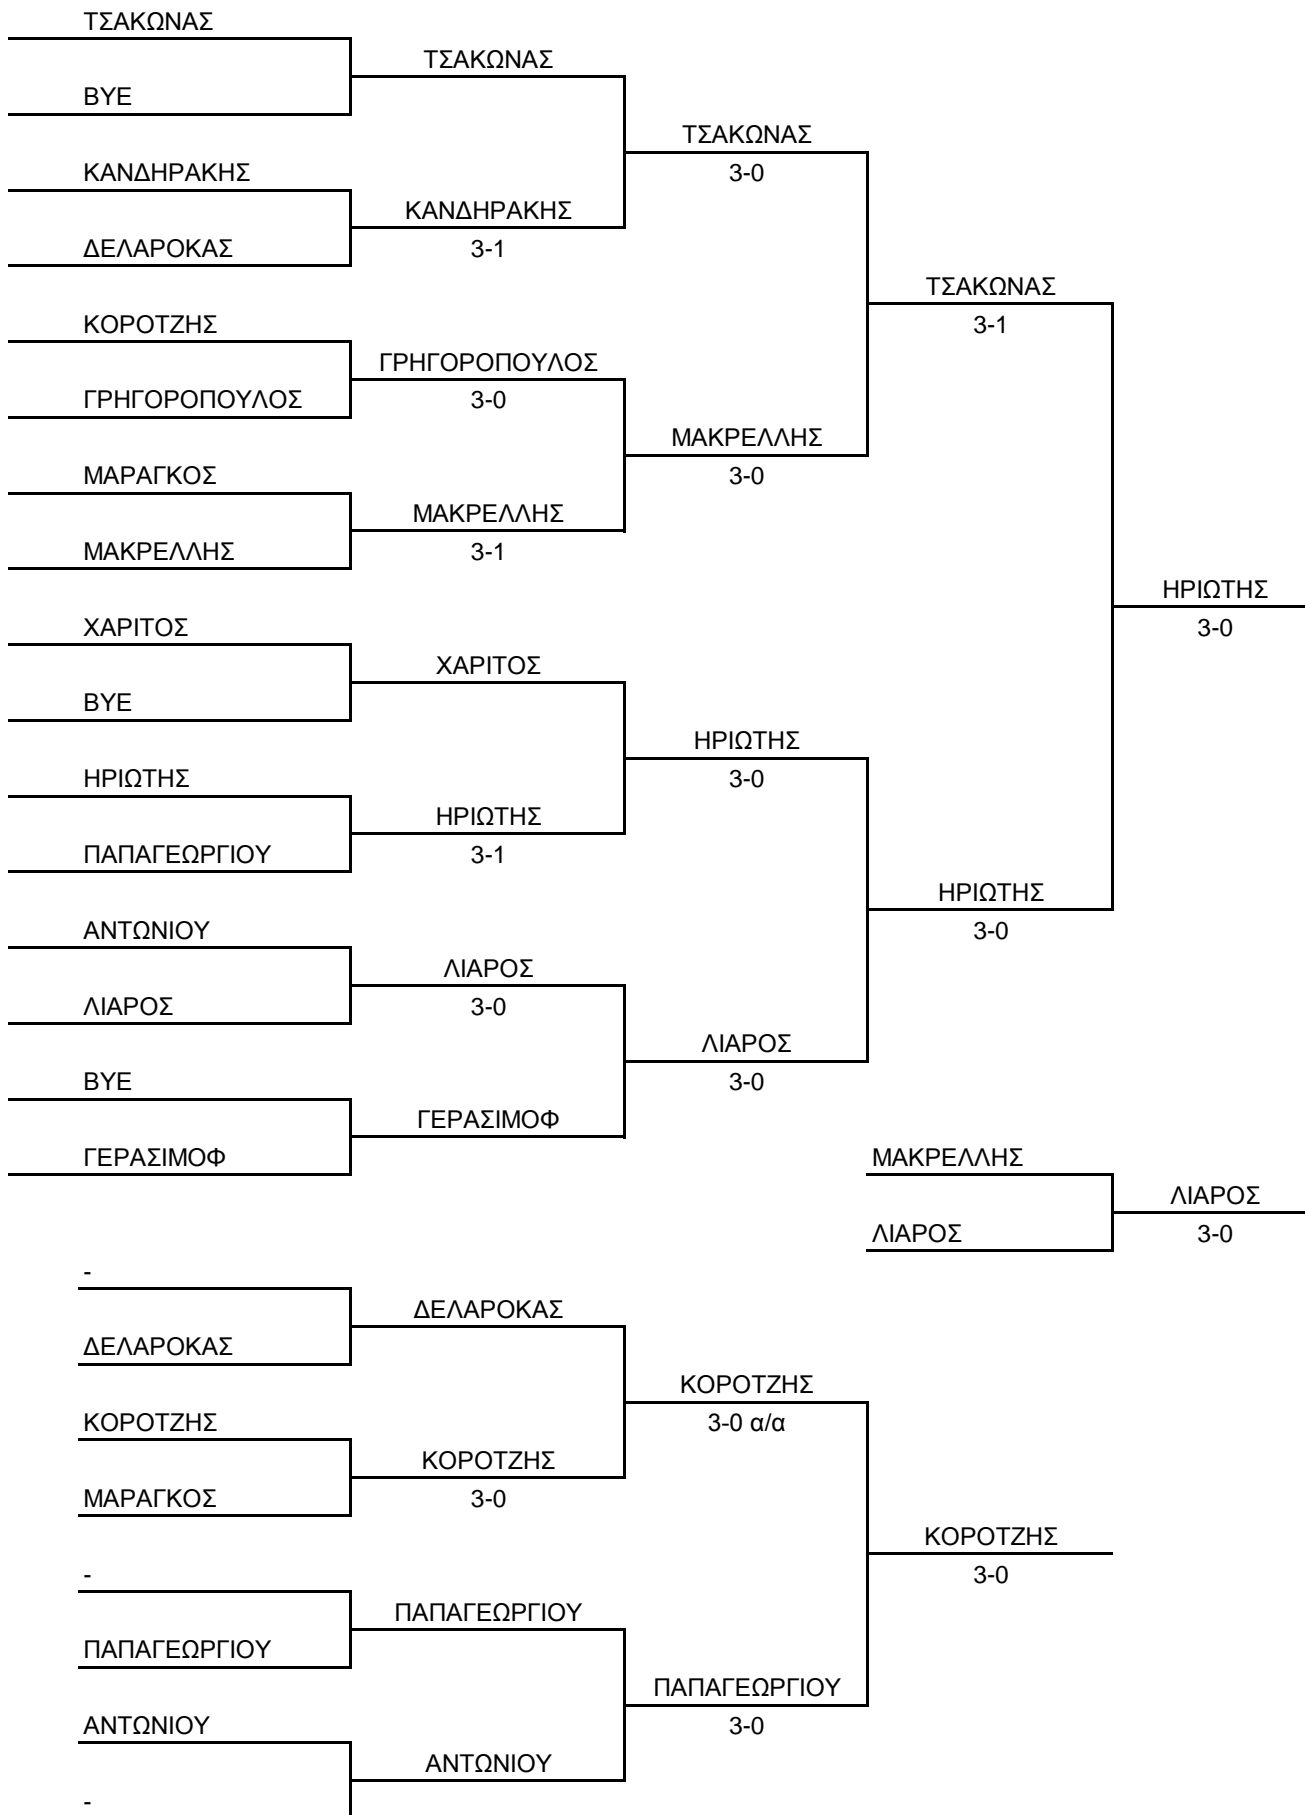 ΤΣΑΚΩΝΑΣ
ΤΣΑΚΩΝΑΣ
BYE
ΤΣΑΚΩΝΑΣ
3-0
ΚΑΝΔΗΡΑΚΗΣ
ΚΑΝΔΗΡΑΚΗΣ
3-1
ΔΕΛΑΡΟΚΑΣ
ΤΣΑΚΩΝΑΣ
3-1
ΚΟΡΟΤΖΗΣ
ΓΡΗΓΟΡΟΠΟΥΛΟΣ
3-0
ΓΡΗΓΟΡΟΠΟΥΛΟΣ
ΜΑΚΡΕΛΛΗΣ
3-0
ΜΑΡΑΓΚΟΣ
ΜΑΚΡΕΛΛΗΣ
3-1
ΜΑΚΡΕΛΛΗΣ
ΗΡΙΩΤΗΣ
3-0
ΧΑΡΙΤΟΣ
ΧΑΡΙΤΟΣ
BYE
ΗΡΙΩΤΗΣ
3-0
ΗΡΙΩΤΗΣ
ΗΡΙΩΤΗΣ
3-1
ΠΑΠΑΓΕΩΡΓΙΟΥ
ΗΡΙΩΤΗΣ
3-0
ΑΝΤΩΝΙΟΥ
ΛΙΑΡΟΣ
3-0
ΛΙΑΡΟΣ
ΛΙΑΡΟΣ
3-0
BYE
ΓΕΡΑΣΙΜΟΦ
ΓΕΡΑΣΙΜΟΦ
ΜΑΚΡΕΛΛΗΣ
ΛΙΑΡΟΣ
3-0
ΛΙΑΡΟΣ
-
ΔΕΛΑΡΟΚΑΣ
ΔΕΛΑΡΟΚΑΣ
ΚΟΡΟΤΖΗΣ
3-0 α/α
ΚΟΡΟΤΖΗΣ
ΚΟΡΟΤΖΗΣ
3-0
ΜΑΡΑΓΚΟΣ
ΚΟΡΟΤΖΗΣ
3-0
-
ΠΑΠΑΓΕΩΡΓΙΟΥ
ΠΑΠΑΓΕΩΡΓΙΟΥ
ΠΑΠΑΓΕΩΡΓΙΟΥ
3-0
ΑΝΤΩΝΙΟΥ
ΑΝΤΩΝΙΟΥ
-